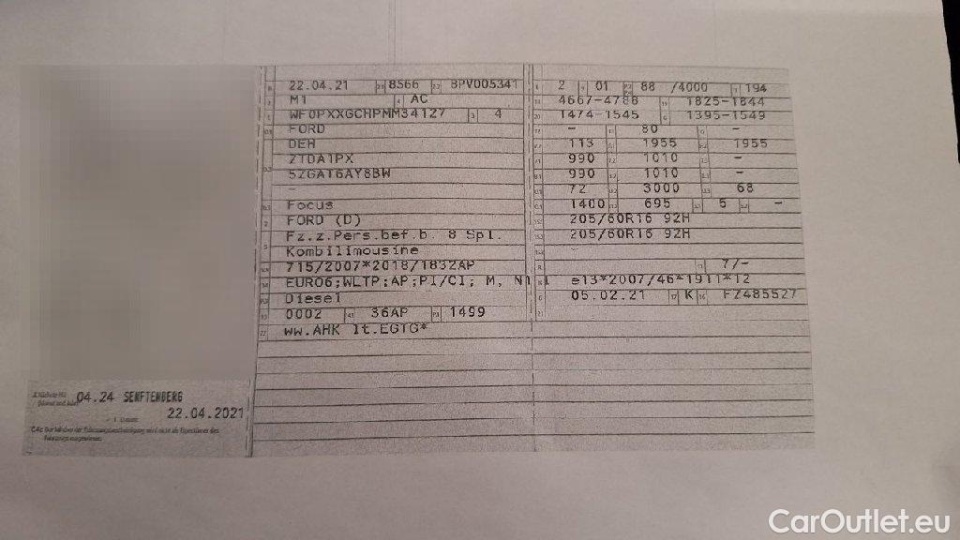 22.04.21 8566 BPV005341 2 01 88 /4000 194
M1 AC 4667-4788 1825-1844
WF0PXXGCHPMM34127 4 1474-1545 1395-1549
FORD - 80 -
DEH 113 1955 1955
ZTDA1PX 990 1010 -
5ZGAT6AY8BW 990 1010 -
- 72 3000 68
Focus 1400 695 5 -
FORD (D) 205/60R16 92H
Fz.z.Pers.bef.b. 8 Spl. 205/60R16 92H
Kombilimousine -
715/2007*2018/1832AP 7/-
EURO6;WLTP;AP;PI/CI; M, N1 I e13*2007/46*1911*12
Diesel 05.02.21 K FZ485527
0002 36AP 1499
ww.AHK lt.EGTG*
04.24 SENFTENBERG
22.04.2021
CarOutlet.eu